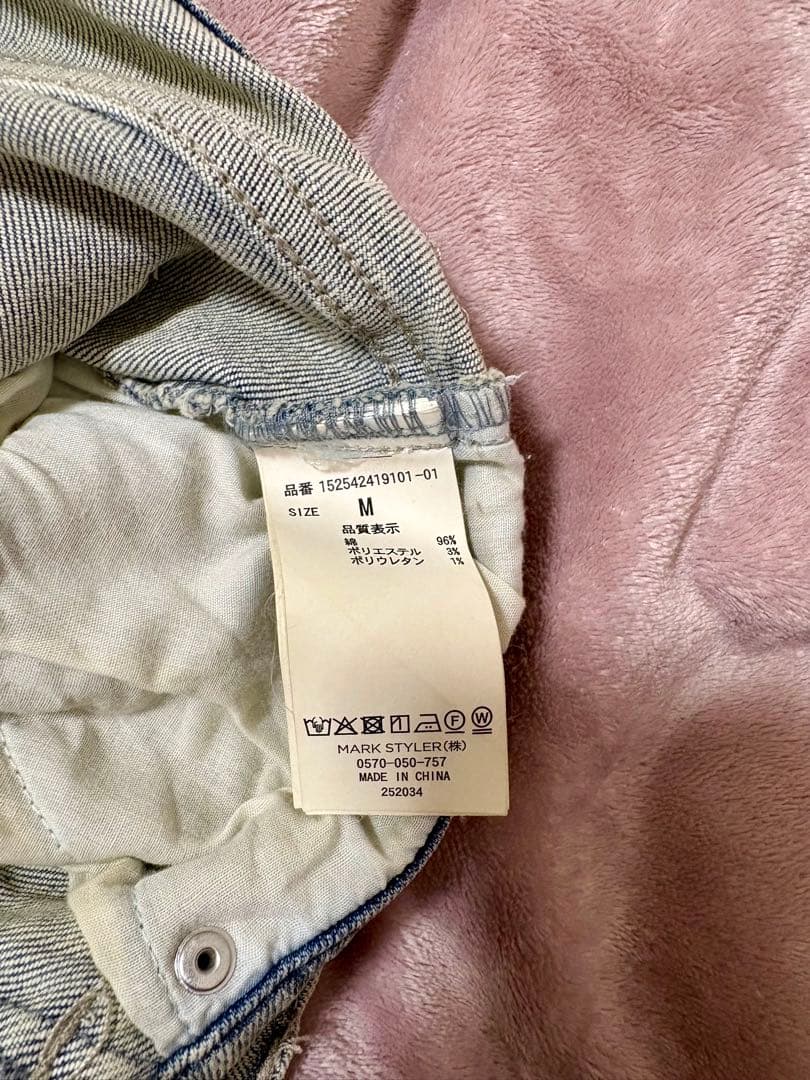 品番 152542419101-01
SIZE M
品質表示
綿 96%
ポリエステル 3%
ポリウレタン 1%
F W
MARK STYLER(株)
0570-050-757
MADE IN CHINA
252034